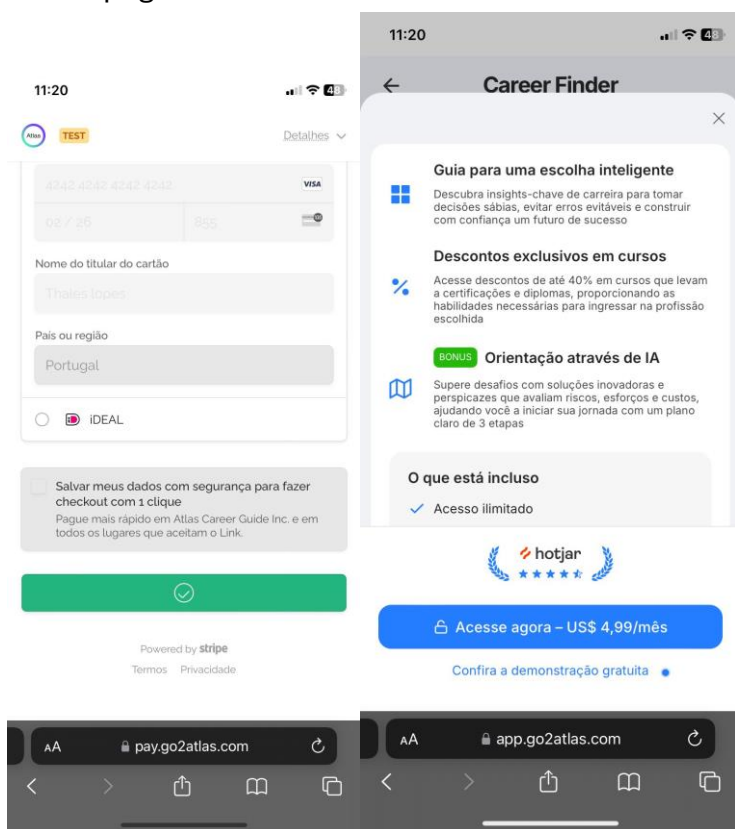 11:20
48
Atlas
TEST
Detalhes
4242 4242 4242 4242
VISA
02 / 26
855
Nome do titular do cartão
Thales lopes
País ou região
Portugal
iDEAL
Salvar meus dados com segurança para fazer
checkout com 1 clique
Pague mais rápido em Atlas Career Guide Inc. e em
todos os lugares que aceitam o Link.
Powered by stripe
Termos Privacidade
AA
pay.go2atlas.com
11:20
48
Career Finder
Guia para uma escolha inteligente
Descubra insights-chave de carreira para tomar
decisões sábias, evitar erros evitáveis e construir
com confiança um futuro de sucesso
Descontos exclusivos em cursos
Acesse descontos de até 40% em cursos que levam
a certificações e diplomas, proporcionando as
habilidades necessárias para ingressar na profissão
escolhida
BONUS Orientação através de IA
Supere desafios com soluções inovadoras e
perspicazes que avaliam riscos, esforços e custos,
ajudando você a iniciar sua jornada com um plano
claro de 3 etapas
O que está incluso
Acesso ilimitado
hotjar
Acesse agora – US$ 4,99/mês
Confira a demonstração gratuita
AA
app.go2atlas.com